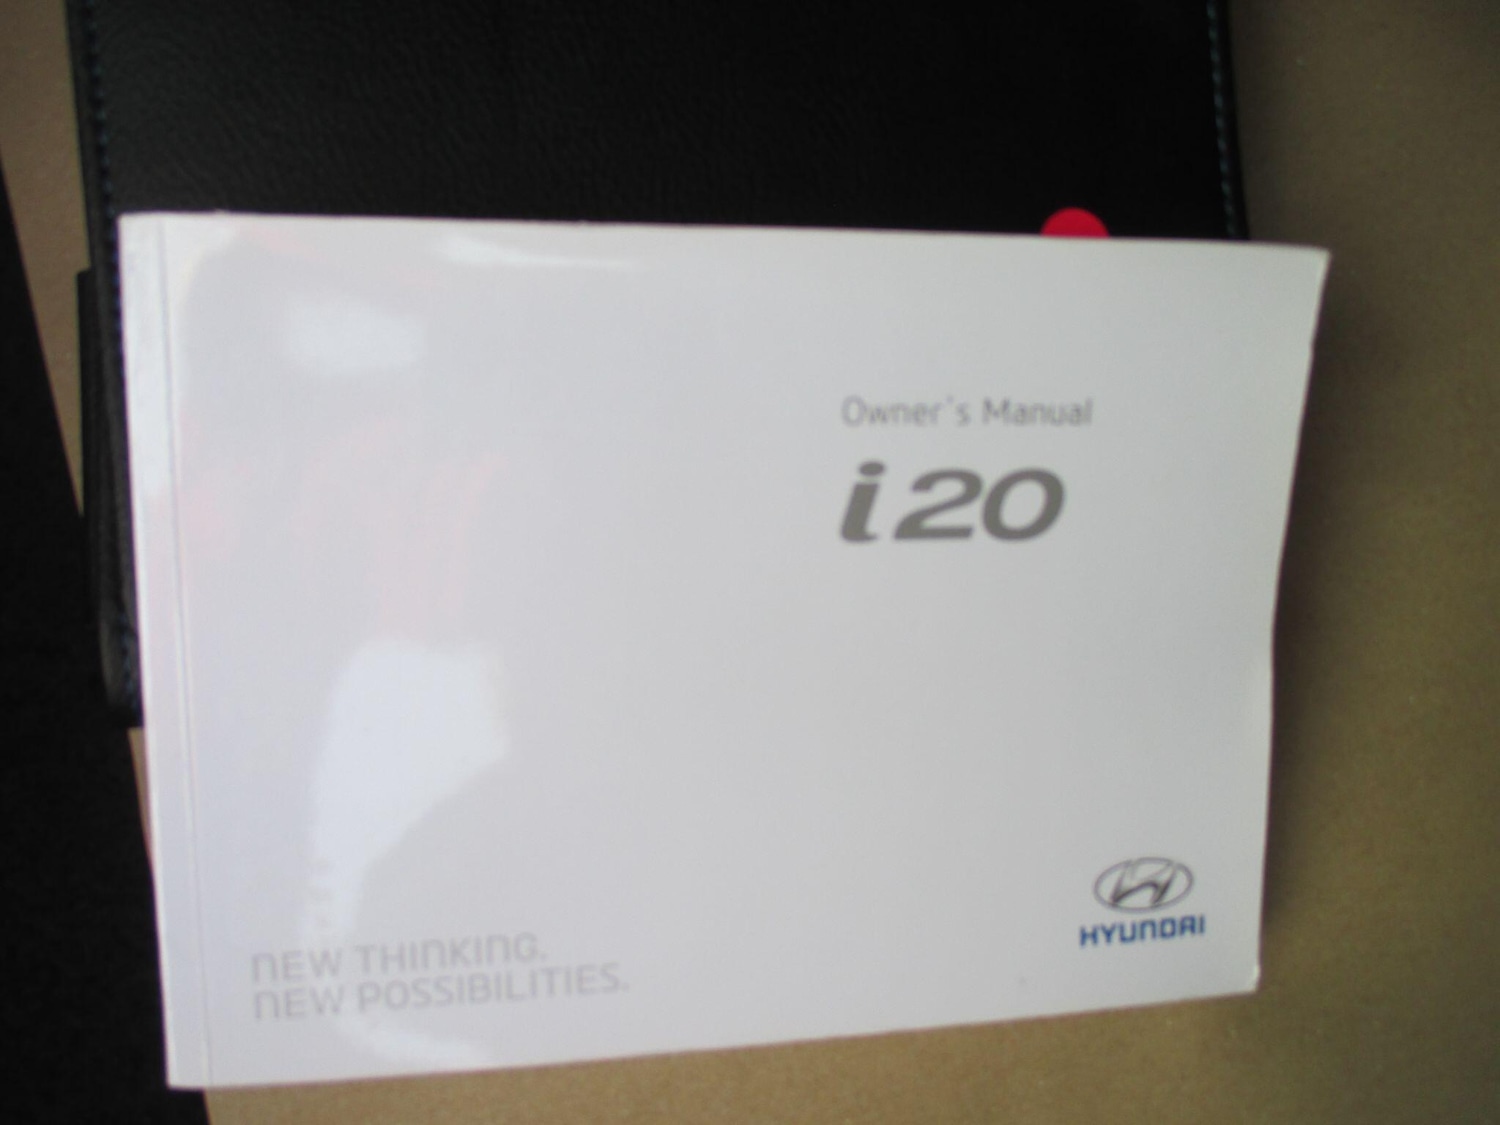 Owner's Manual
i20
HYUNDAI
NEW THINKING.
NEW POSSIBILITIES.